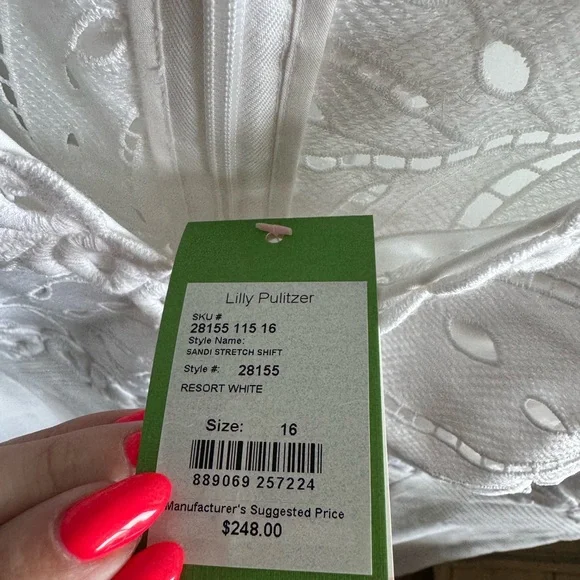 Lilly Pulitzer
SKU #
28155 115 16
Style Name:
SANDI STRETCH SHIFT
Style #: 28155
RESORT WHITE
Size: 16
889069 257224
Manufacturer's Suggested Price
$248.00